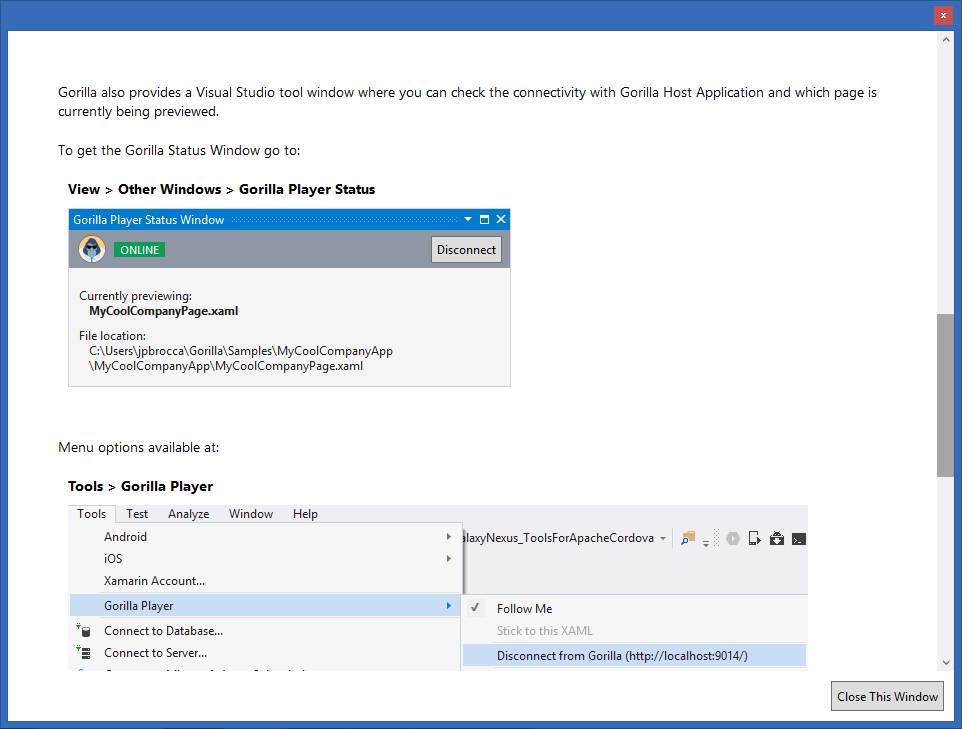 x
Gorilla also provides a Visual Studio tool window where you can check the connectivity with Gorilla Host Application and which page is
currently being previewed.
To get the Gorilla Status Window go to:
View > Other Windows > Gorilla Player Status
Gorilla Player Status Window
ONLINE
Disconnect
Currently previewing:
MyCoolCompanyPage.xaml
File location:
C:\Users\jpbrocca\Gorilla\Samples\MyCoolCompanyApp
\MyCoolCompanyApp\MyCoolCompanyPage.xaml
Menu options available at:
Tools > Gorilla Player
Tools Test Analyze Window Help
Android
alaxyNexus_ToolsForApacheCordova
iOS
Xamarin Account...
Gorilla Player
Follow Me
Connect to Database...
Stick to this XAML
Connect to Server...
Disconnect from Gorilla (http://localhost:9014/)
Close This Window